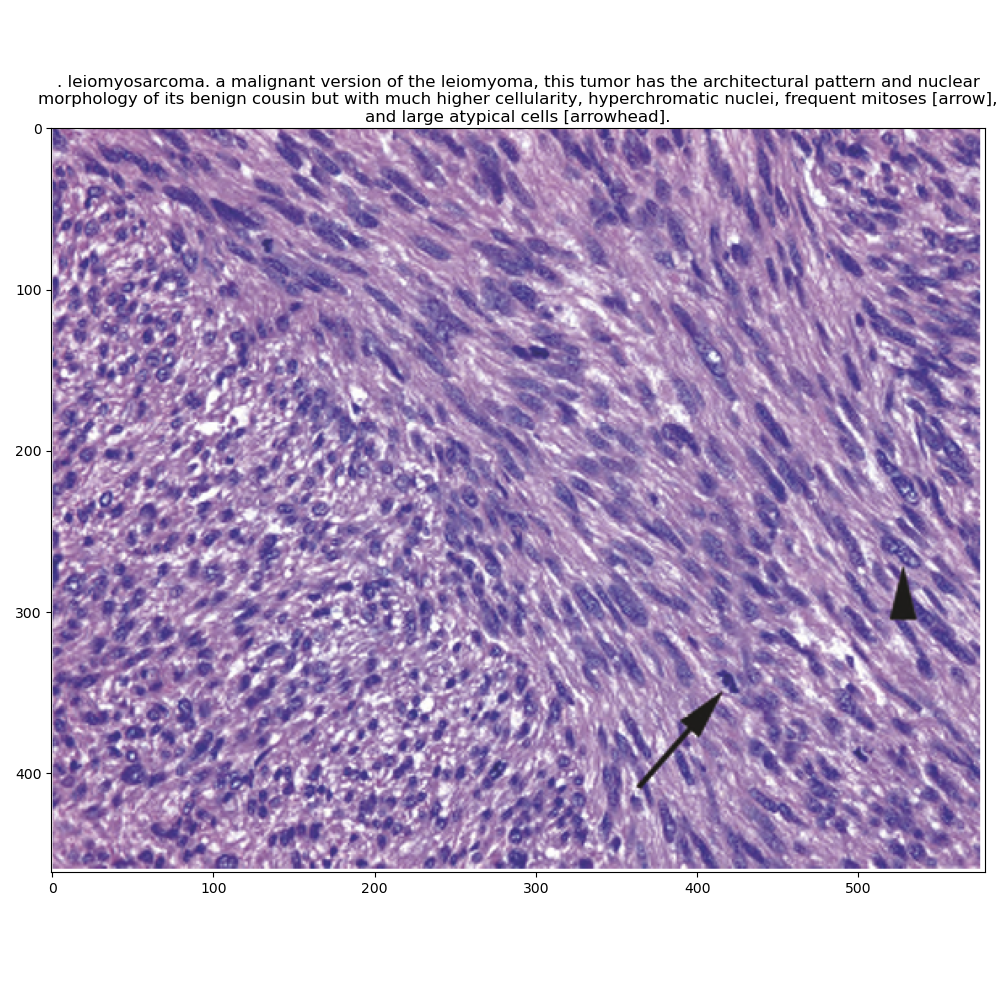 . leiomyosarcoma. a malignant version of the leiomyoma, this tumor has the architectural pattern and nuclear
morphology of its benign cousin but with much higher cellularity, hyperchromatic nuclei, frequent mitoses [arrow],
and large atypical cells [arrowhead].
0
100
200
300
400
0 100 200 300 400 500